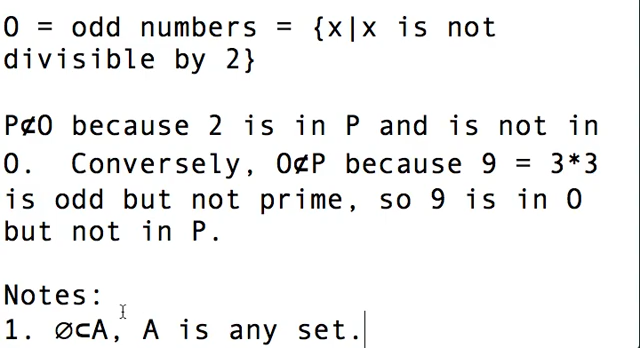 O = odd numbers = {x|x is not
divisible by 2}
P⊄O because 2 is in P and is not in
O. Conversely, O⊄P because 9 = 3*3
is odd but not prime, so 9 is in O
but not in P.
Notes:
1. ∅⊂A, A is any set.